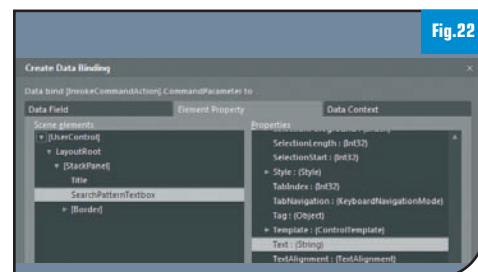 Fig.22
Create Data Binding
Data bind [InvokeCommandAction].CommandParameter to
Data Field
Element Property
Data Context
Scene elements
Properties
[UserControl]
LayoutRoot
[StackPanel]
Title
SearchPatternTextbox
[Border]
SelectionLength : (Int32)
SelectionStart : (Int32)
Style : (Style)
TabIndex : (Int32)
TabNavigation : (KeyboardNavigationMode)
Tag : (Object)
Template : (ControlTemplate)
Text : (String)
TextAlignment : (TextAlignment)